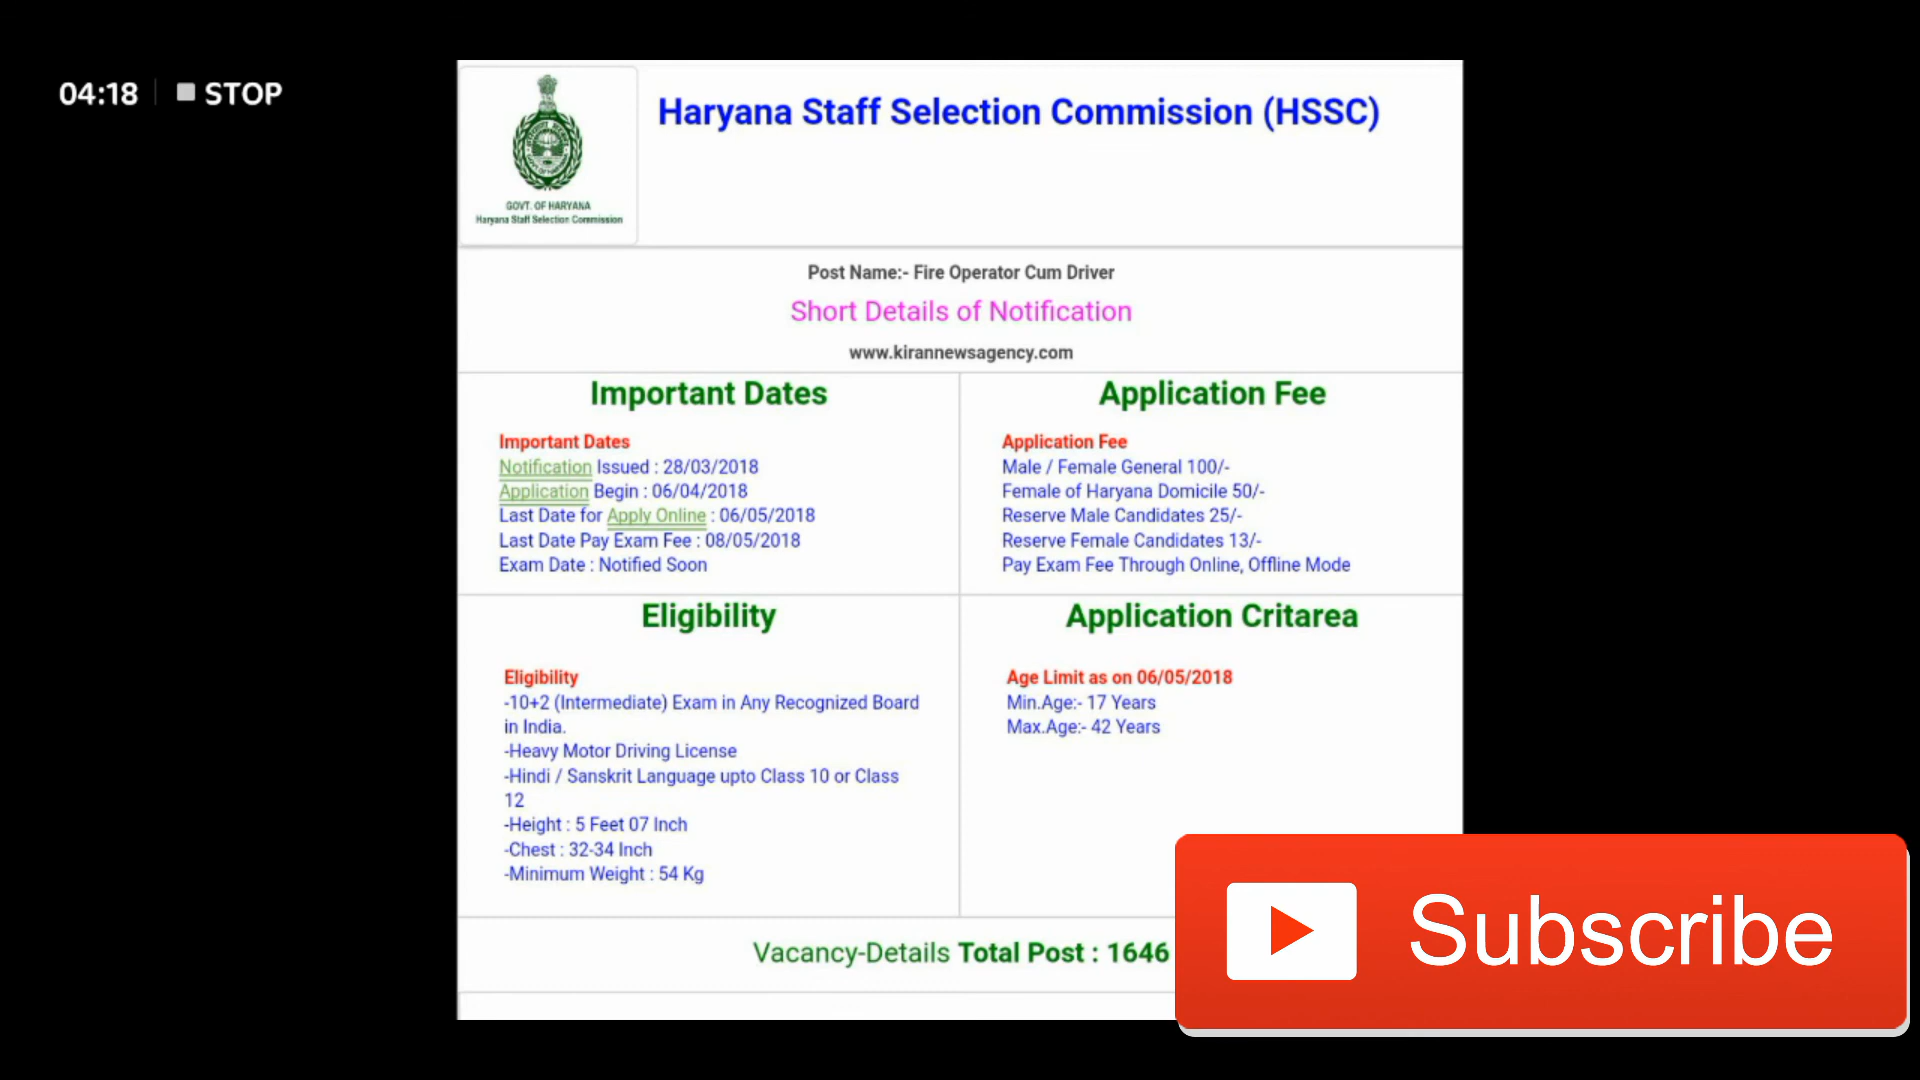 04:18
STOP
Haryana Staff Selection Commission (HSSC)
GOVT. OF HARYANA
Haryana Staff Selection Commission
Post Name:- Fire Operator Cum Driver
Short Details of Notification
www.kirannewsagency.com
Important Dates
Important Dates
Notification Issued : 28/03/2018
Application Begin : 06/04/2018
Last Date for Apply Online : 06/05/2018
Last Date Pay Exam Fee : 08/05/2018
Exam Date : Notified Soon
Application Fee
Application Fee
Male / Female General 100/-
Female of Haryana Domicile 50/-
Reserve Male Candidates 25/-
Reserve Female Candidates 13/-
Pay Exam Fee Through Online, Offline Mode
Eligibility
Eligibility
-10+2 (Intermediate) Exam in Any Recognized Board
in India.
-Heavy Motor Driving License
-Hindi / Sanskrit Language upto Class 10 or Class
12
-Height : 5 Feet 07 Inch
-Chest : 32-34 Inch
-Minimum Weight : 54 Kg
Application Critarea
Age Limit as on 06/05/2018
Min.Age:- 17 Years
Max.Age:- 42 Years
Vacancy-Details Total Post : 1646
Subscribe